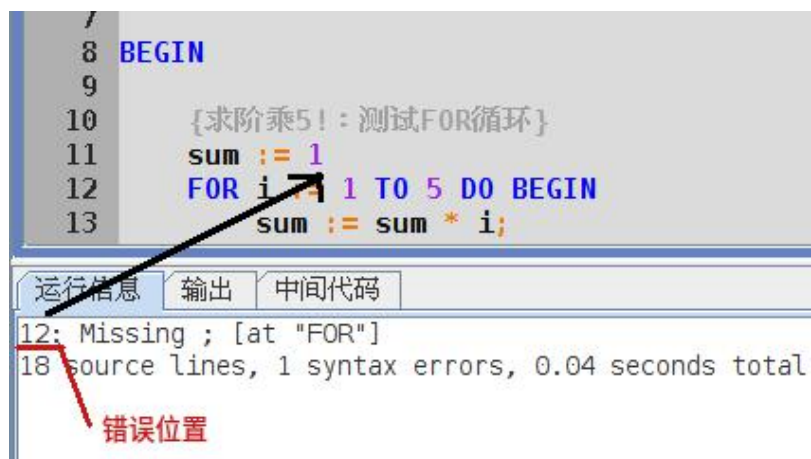 7
8 BEGIN
9
10 {求阶乘5!:测试FOR循环}
11 sum := 1
12 FOR i := 1 TO 5 DO BEGIN
13 sum := sum * i;
运行信息 输出 中间代码
12: Missing ; [at "FOR"]
18 source lines, 1 syntax errors, 0.04 seconds total
错误位置